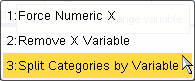 1:Force Numeric X
2:Remove X Variable
3:Split Categories by Variable